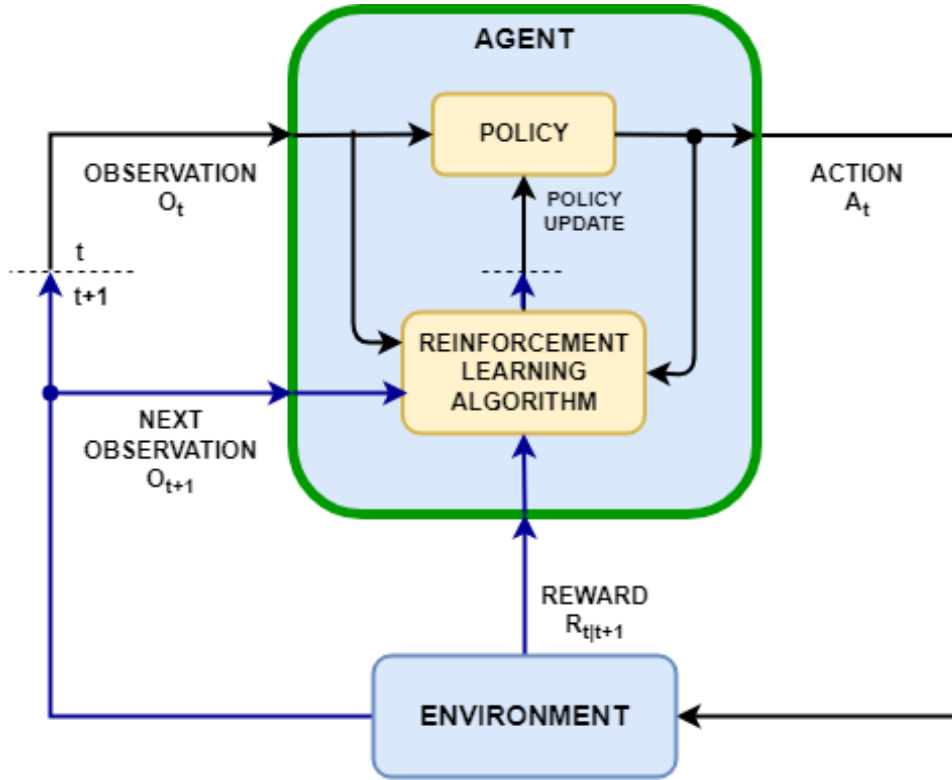 AGENT
POLICY
OBSERVATION
Oₜ
ACTION
Aₜ
POLICY
UPDATE
t
t+1
REINFORCEMENT
LEARNING
ALGORITHM
NEXT
OBSERVATION
Oₜ₊₁
REWARD
Rₜ|ₜ₊₁
ENVIRONMENT